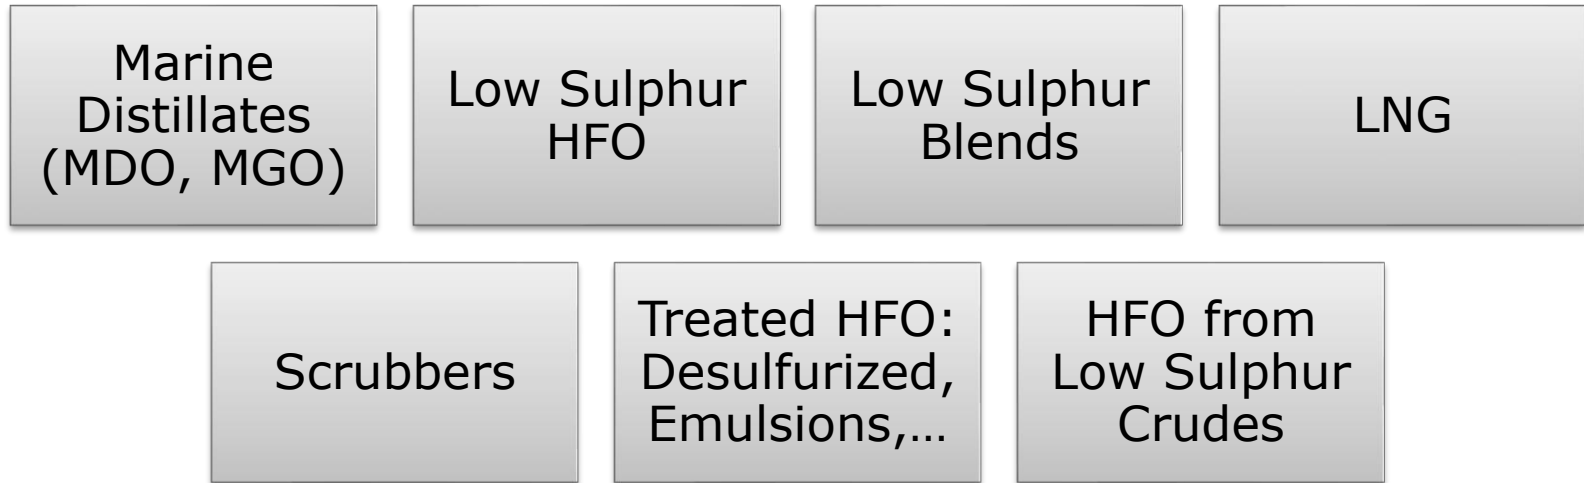 Marine
Distillates
(MDO, MGO)
Low Sulphur
HFO
Low Sulphur
Blends
LNG
Scrubbers
Treated HFO:
Desulfurized,
Emulsions,...
HFO from
Low Sulphur
Crudes